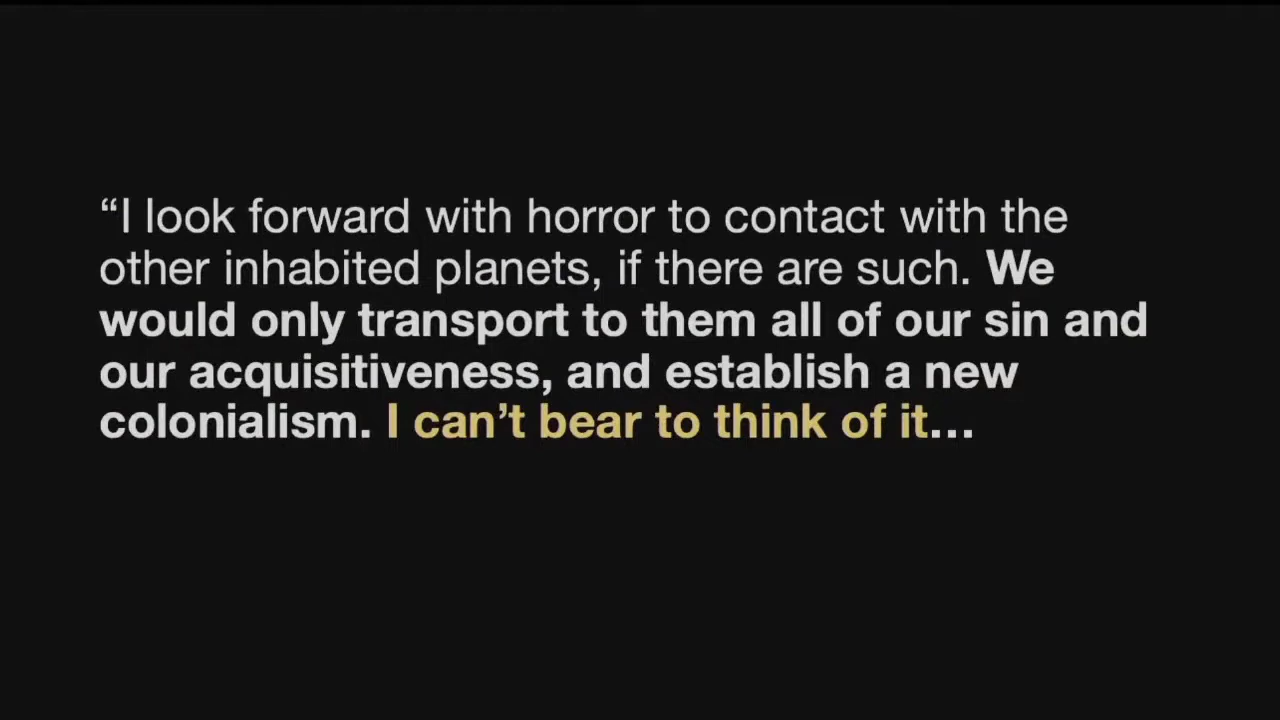 “I look forward with horror to contact with the
other inhabited planets, if there are such. We
would only transport to them all of our sin and
our acquisitiveness, and establish a new
colonialism. I can’t bear to think of it...